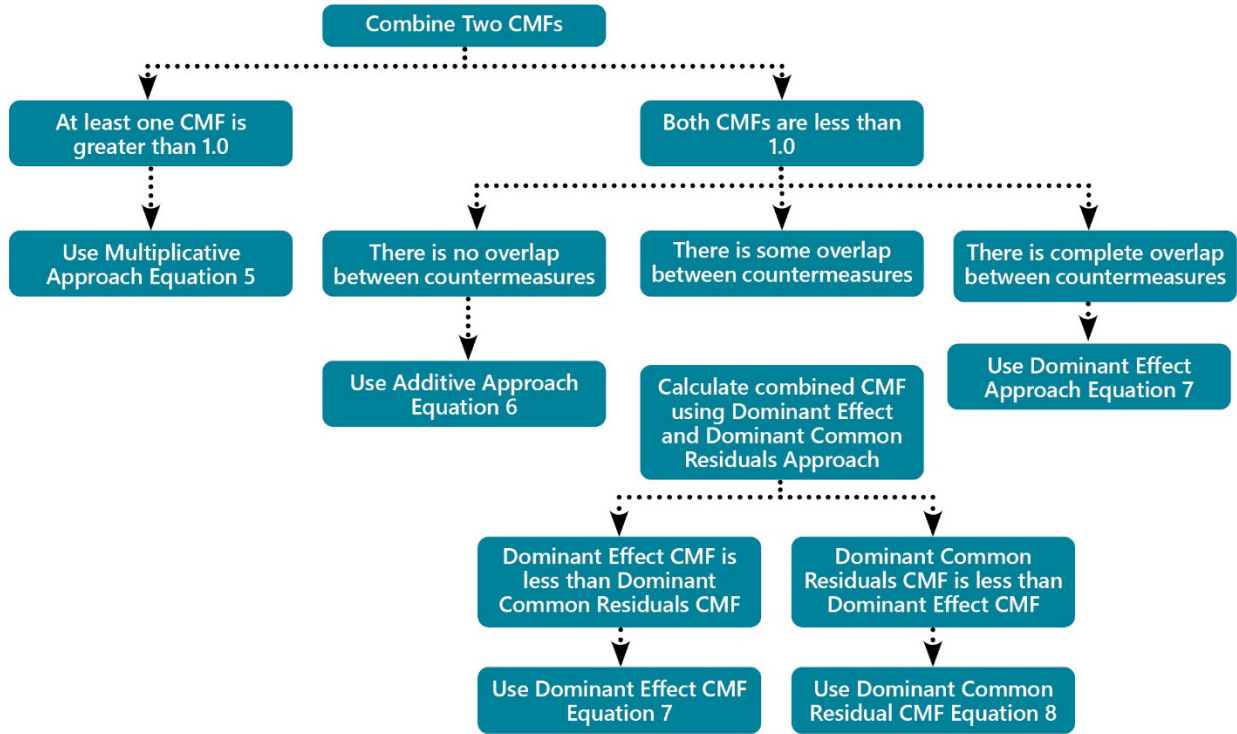 Combine Two CMFs
At least one CMF is
greater than 1.0
Both CMFs are less than
1.0
Use Multiplicative
Approach Equation 5
There is no overlap
between countermeasures
There is some overlap
between countermeasures
There is complete overlap
between countermeasures
Use Additive Approach
Equation 6
Calculate combined CMF
using Dominant Effect
and Dominant Common
Residuals Approach
Use Dominant Effect
Approach Equation 7
Dominant Effect CMF is
less than Dominant
Common Residuals CMF
Dominant Common
Residuals CMF is less than
Dominant Effect CMF
Use Dominant Effect CMF
Equation 7
Use Dominant Common
Residual CMF Equation 8